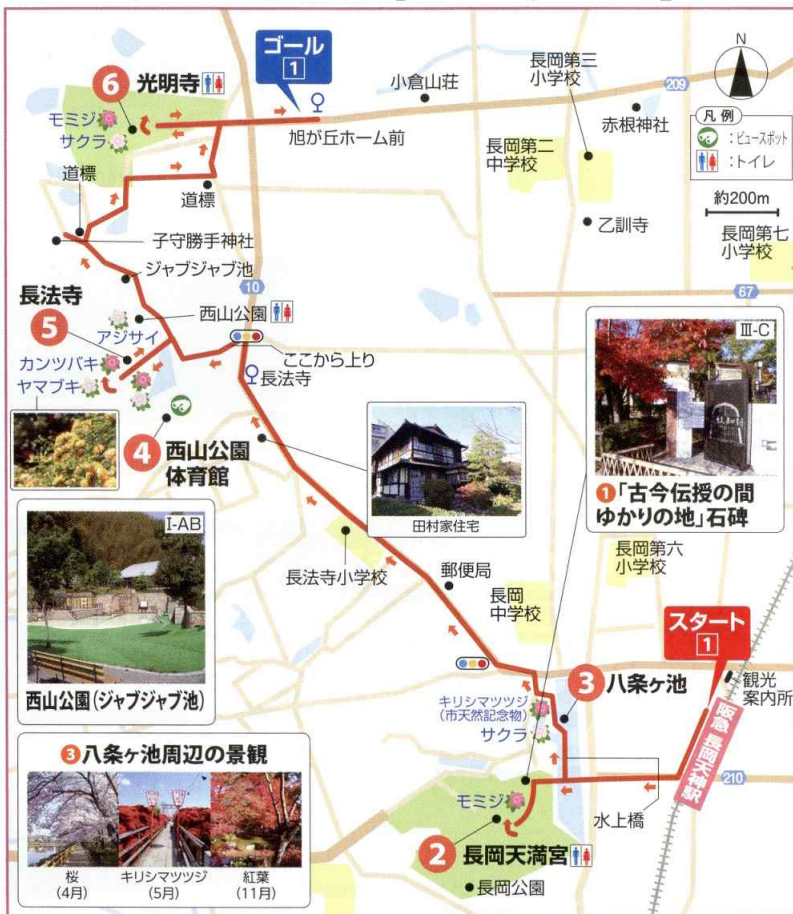 6 光明寺
モミジ
サクラ
ゴール
1
旭が丘ホーム前
小倉山荘
長岡第三
小学校
209
赤根神社
N
凡例
:ビュースポット
:トイレ
約200m
長岡第二
中学校
乙訓寺
長岡第七
小学校
67
道標
道標
子守勝手神社
ジャブジャブ池
10
長法寺
5
西山公園
アジサイ
カンツバキ
ヤマブキ
ここから上り
長法寺
4 西山公園
体育館
田村家住宅
III-C
1「古今伝授の間
ゆかりの地」石碑
I-AB
西山公園(ジャブジャブ池)
長法寺小学校
郵便局
長岡
中学校
長岡第六
小学校
スタート
1
観光
案内所
阪急 長岡天神駅
210
3 八条ヶ池
キリシマツツジ
(市天然記念物)
サクラ
水上橋
モミジ
2 長岡天満宮
長岡公園
3八条ヶ池周辺の景観
桜
(4月)
キリシマツツジ
(5月)
紅葉
(11月)